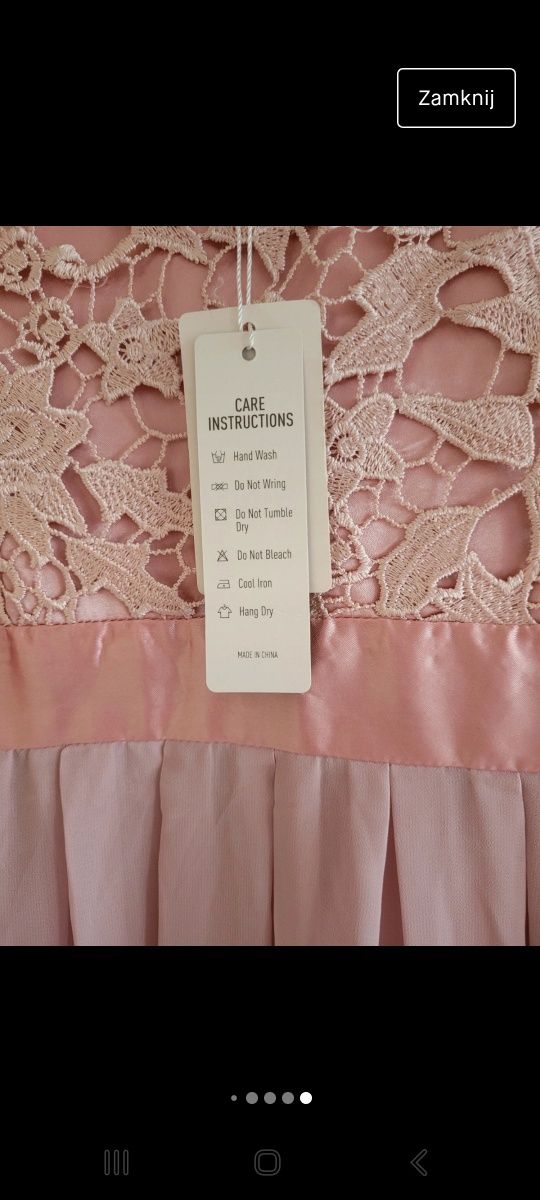 Zamknij
CARE
INSTRUCTIONS
Hand Wash
Do Not Wring
Do Not Tumble
Dry
Do Not Bleach
Cool Iron
Hang Dry
MADE IN CHINA